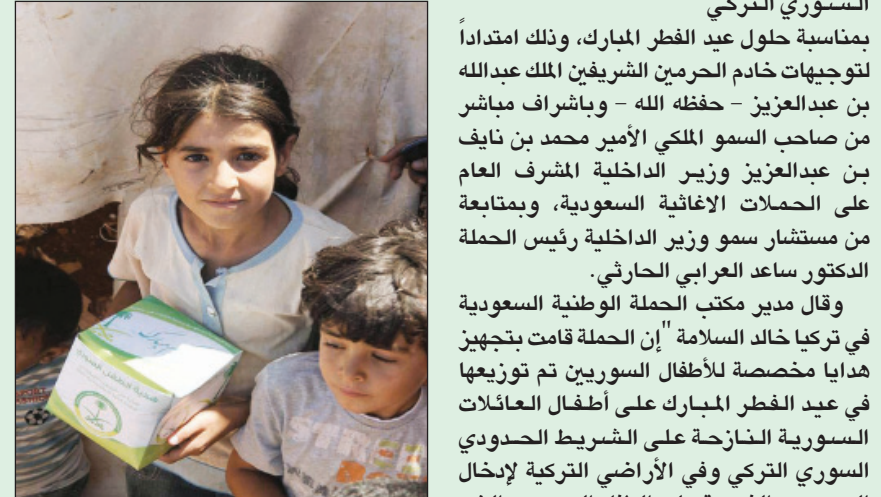 السوري التركي
بمناسبة حلول عيد الفطر المبارك، وذلك امتداداً
لتوجيهات خادم الحرمين الشريفين الملك عبدالله
بن عبدالعزيز – حفظه الله – وباشراف مباشر
من صاحب السمو الملكي الأمير محمد بن نايف
بن عبدالعزيز وزير الداخلية المشرف العام
على الحملات الاغاثية السعودية، وبمتابعة
من مستشار سمو وزير الداخلية رئيس الحملة
الدكتور ساعد العرابي الحارثي.
وقال مدير مكتب الحملة الوطنية السعودية
في تركيا خالد السلامة "إن الحملة قامت بتجهيز
هدايا مخصصة للأطفال السوريين تم توزيعها
في عيد الفطر المبارك على أطفال العائلات
السورية النازحة على الشريط الحدودي
السوري التركي وفي الأراضي التركية لإدخال
هدية لأطفال سوريا
STREE